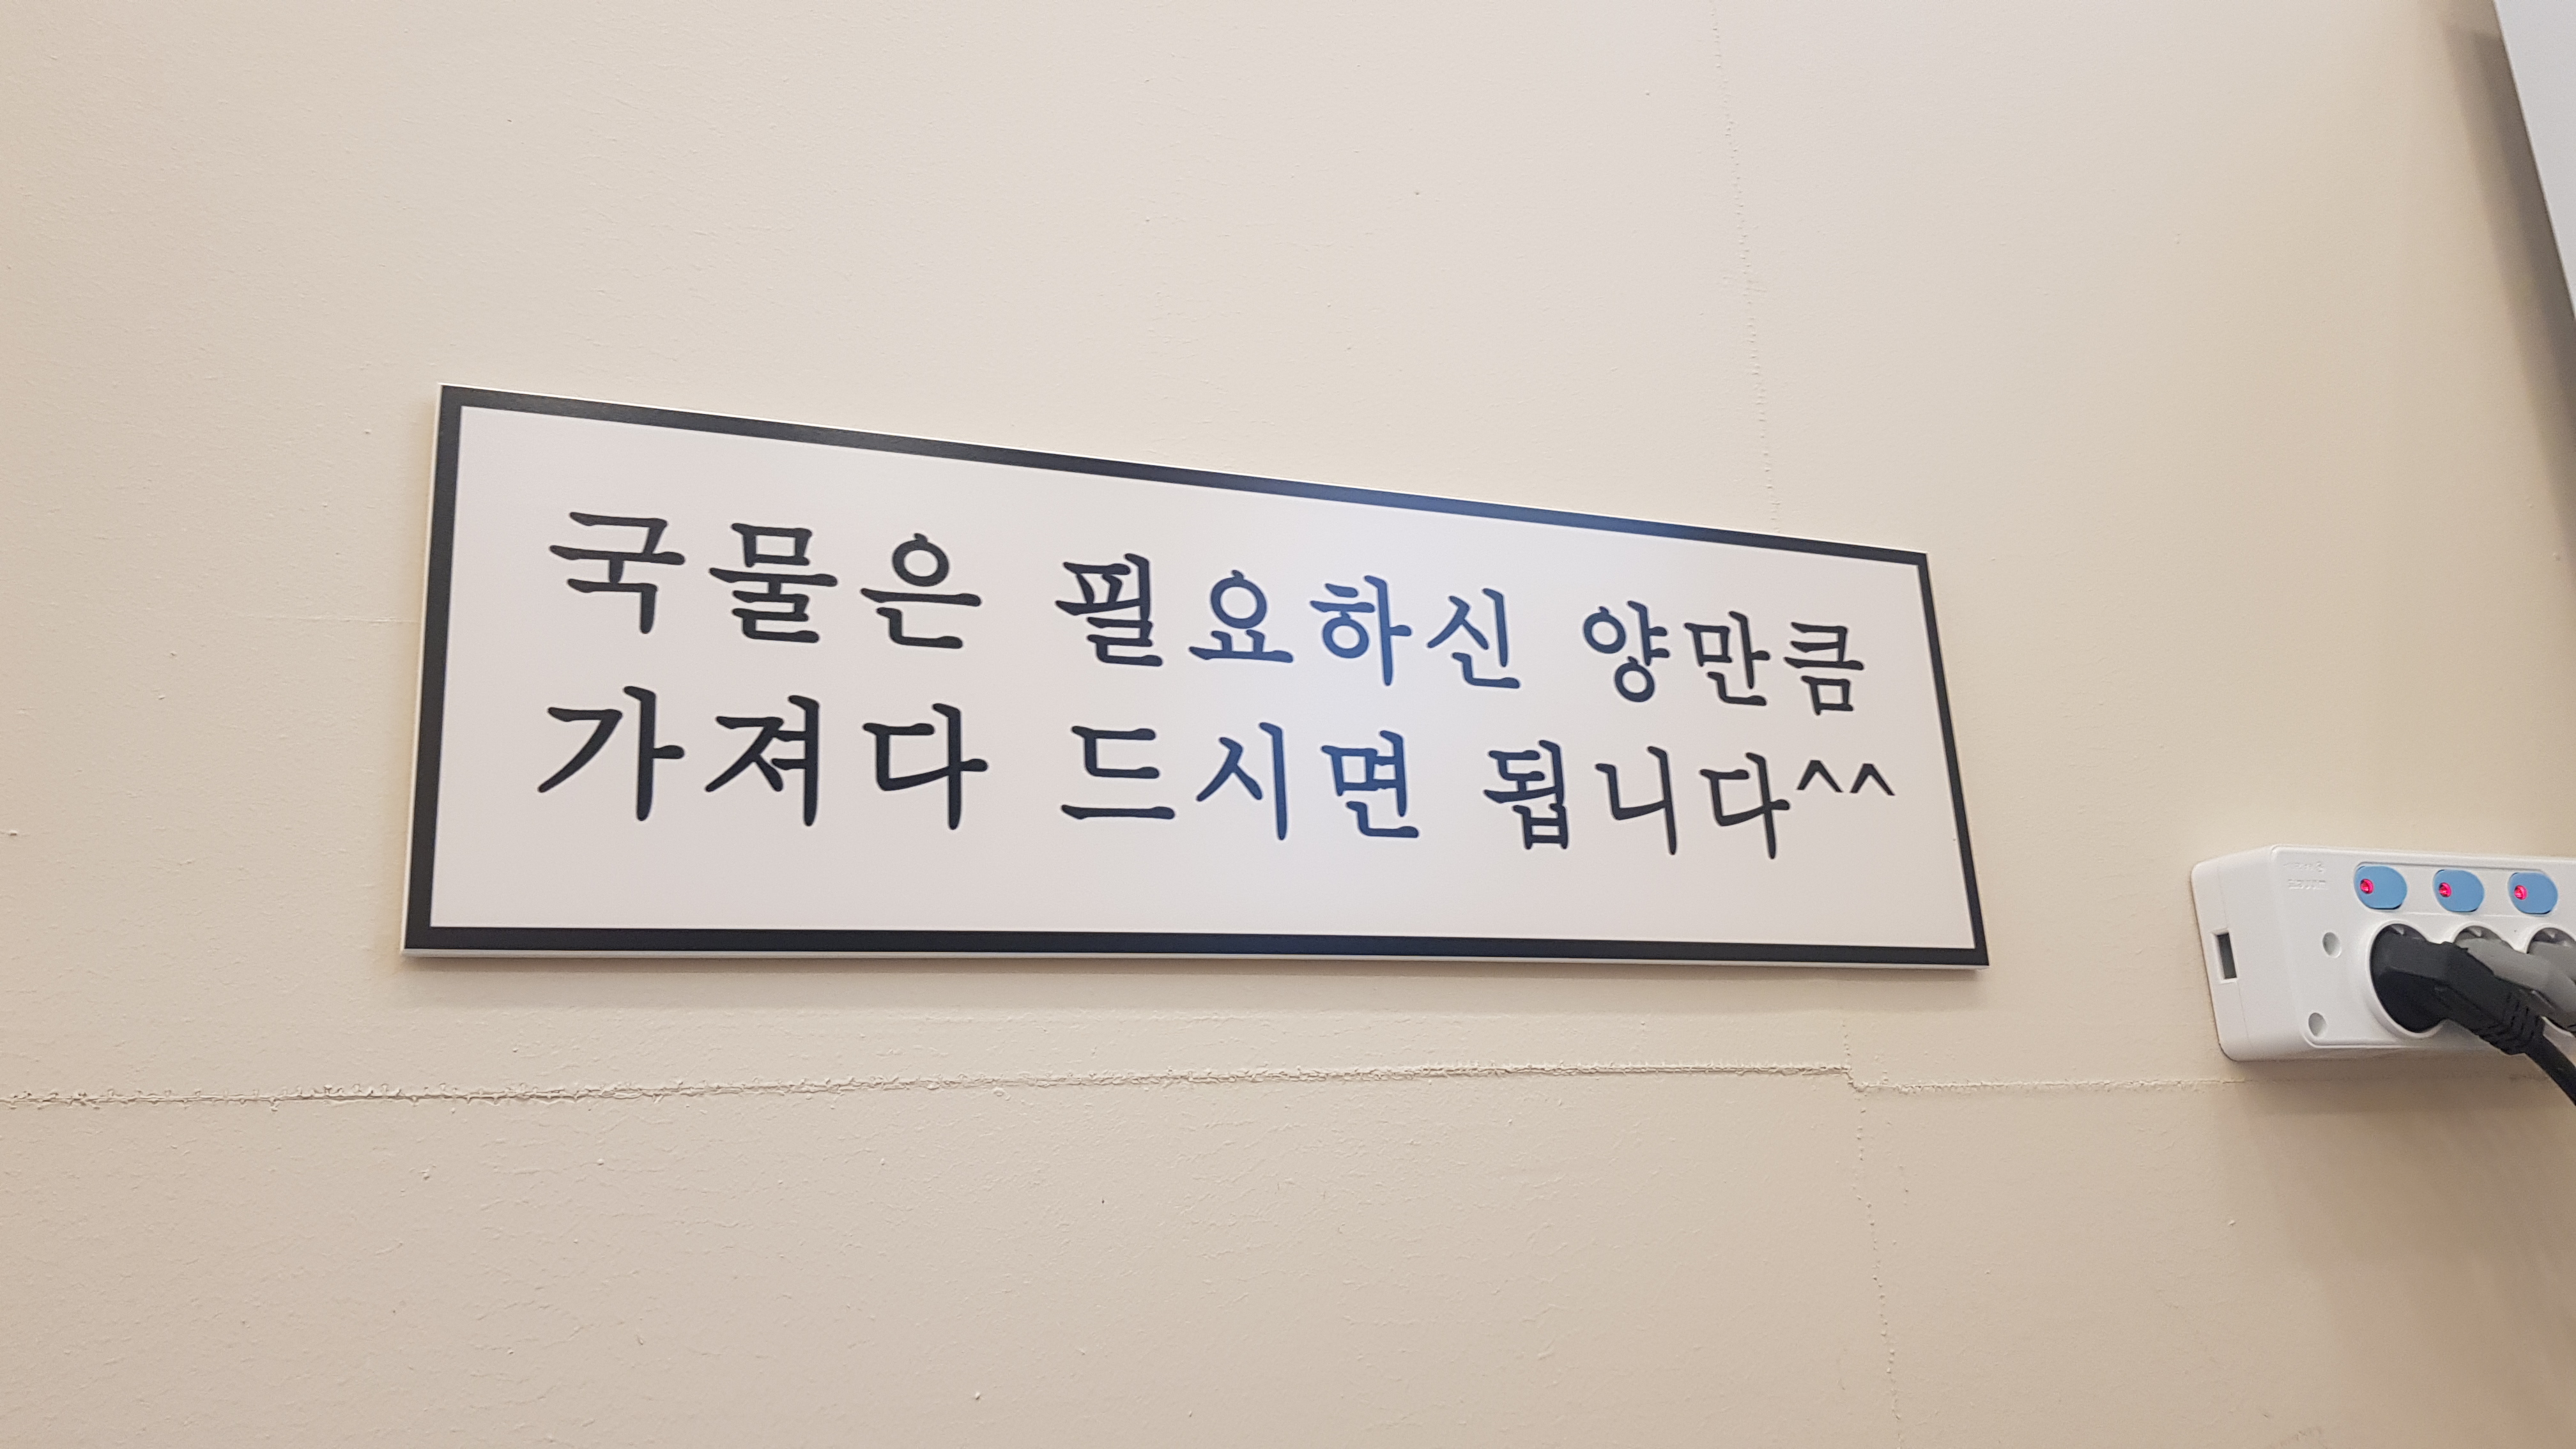 국물은 필요하신 양만큼
가져다 드시면 됩니다^^